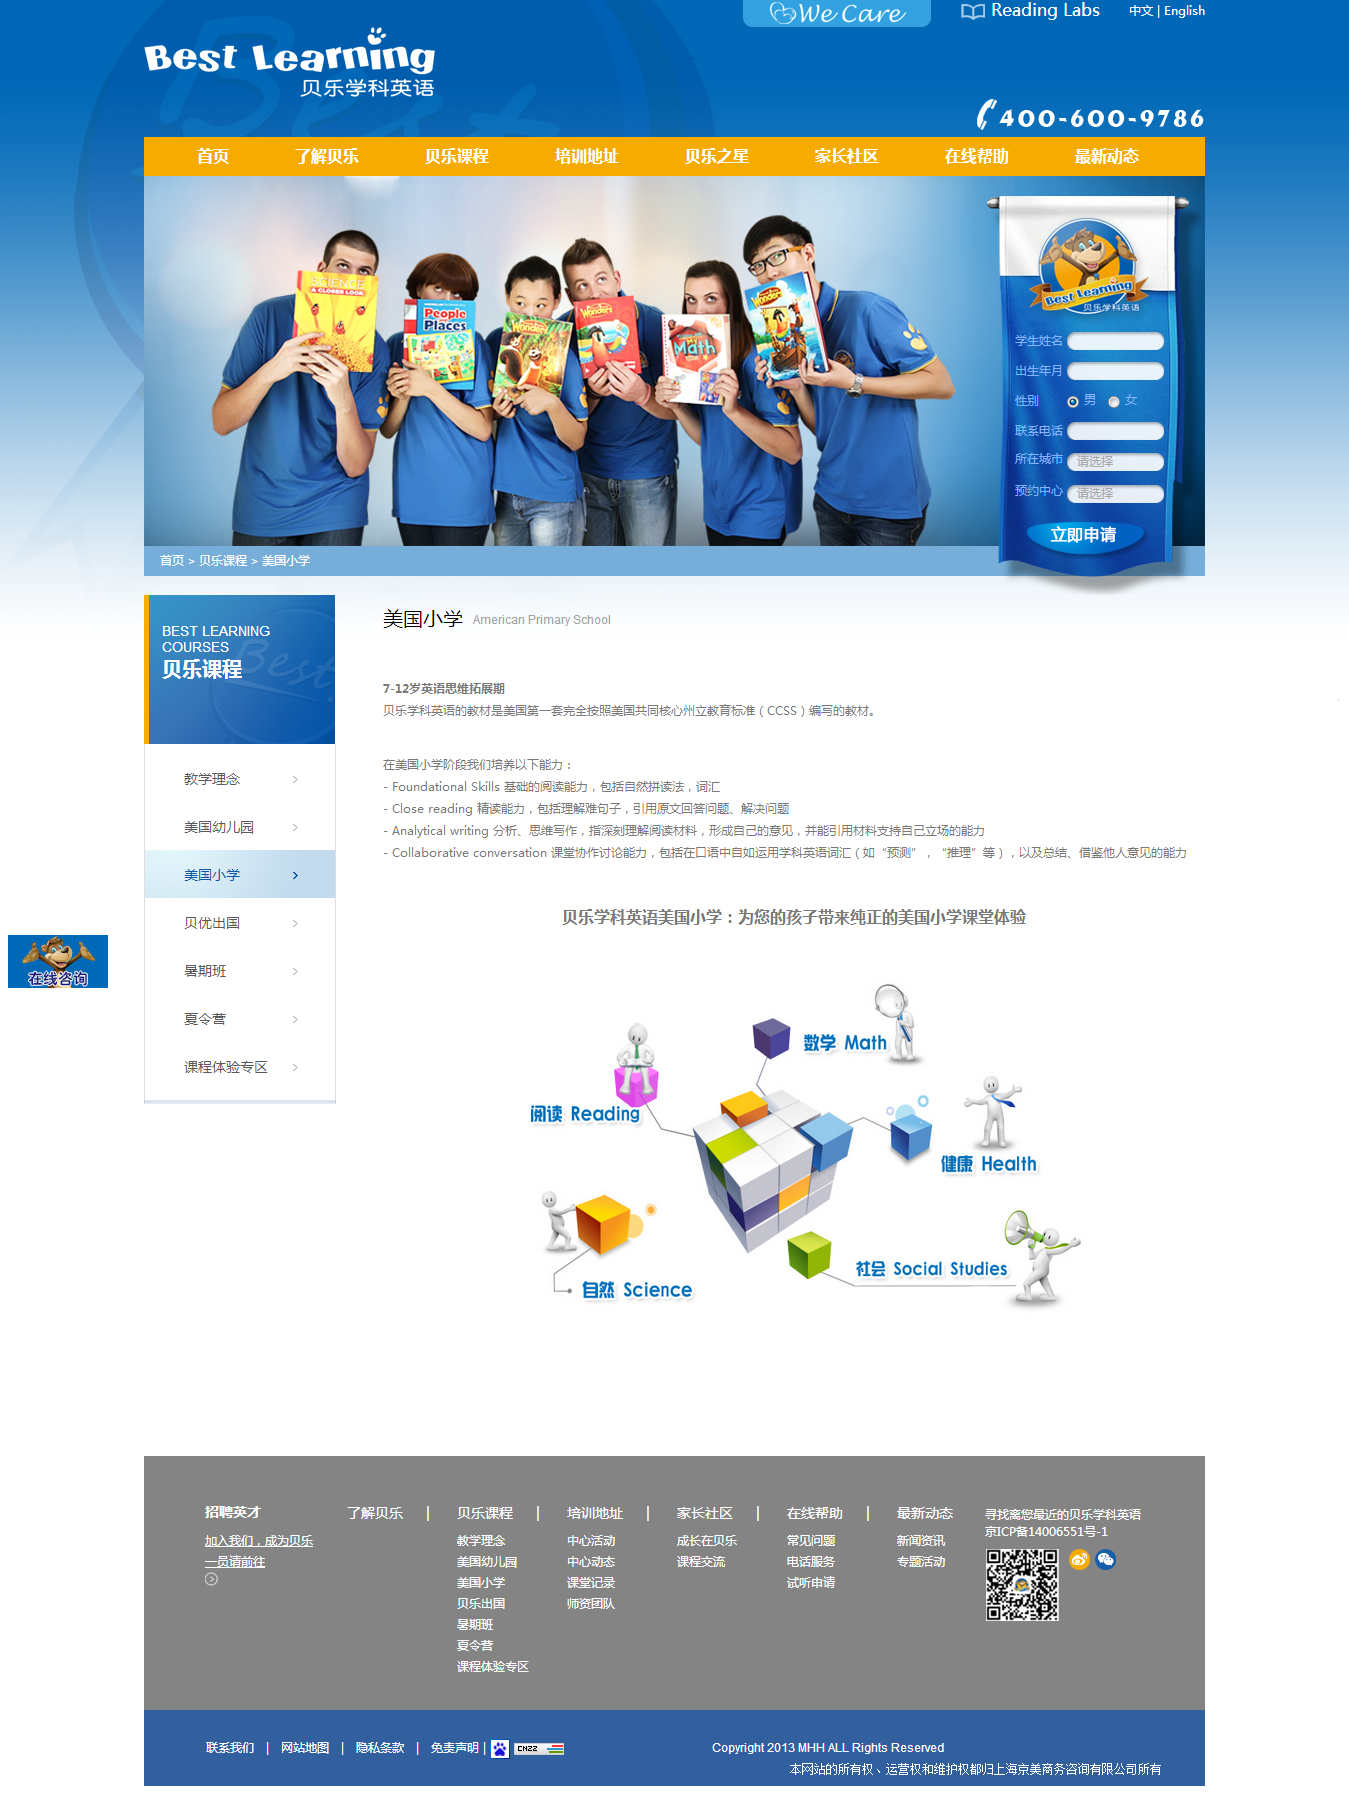 We Care
Reading Labs
中文 | English
Best Learning
贝乐学科英语
400-600-9786
首页 了解贝乐 贝乐课程 培训地址 贝乐之星 家长社区 在线帮助 最新动态
SCIENCE
A CLOSER LOOK
People and Places
Wonders
Wonders
Math
Wonders
Best Learning
贝乐学科英语
学生姓名
出生年月
性别 男 女
联系电话
所在城市 请选择
预约中心 请选择
立即申请
首页 > 贝乐课程 > 美国小学
BEST LEARNING
COURSES
贝乐课程
教学理念
美国幼儿园
美国小学
贝优出国
暑期班
夏令营
课程体验专区
在线咨询
美国小学 American Primary School
7-12岁英语思维拓展期
贝乐学科英语的教材是美国第一套完全按照美国共同核心州立教育标准（CCSS）编写的教材。
在美国小学阶段我们培养以下能力：
- Foundational Skills 基础的阅读能力，包括自然拼读法，词汇
- Close reading 精读能力，包括理解难句子，引用原文回答问题、解决问题
- Analytical writing 分析、思维写作，指深刻理解阅读材料，形成自己的意见，并能引用材料支持自己立场的能力
- Collaborative conversation 课堂协作讨论能力，包括在口语中自如运用学科英语词汇（如“预测”，“推理”等），以及总结、借鉴他人意见的能力
贝乐学科英语美国小学：为您的孩子带来纯正的美国小学课堂体验
数学 Math
阅读 Reading
健康 Health
社会 Social Studies
自然 Science
招聘英才
加入我们，成为贝乐
一员请前往
了解贝乐 |
贝乐课程 |
教学理念
美国幼儿园
美国小学
贝乐出国
暑期班
夏令营
课程体验专区
培训地址 |
中心活动
中心动态
课堂记录
师资团队
家长社区 |
成长在贝乐
课程交流
在线帮助 |
常见问题
电话服务
试听申请
最新动态
新闻资讯
专题活动
寻找离您最近的贝乐学科英语
京ICP备14006551号-1
联系我们 | 网站地图 | 隐私条款 | 免责声明 | CNZZ
Copyright 2013 MHH ALL Rights Reserved
本网站的所有权、运营权和维护权都归上海京美商务咨询有限公司所有